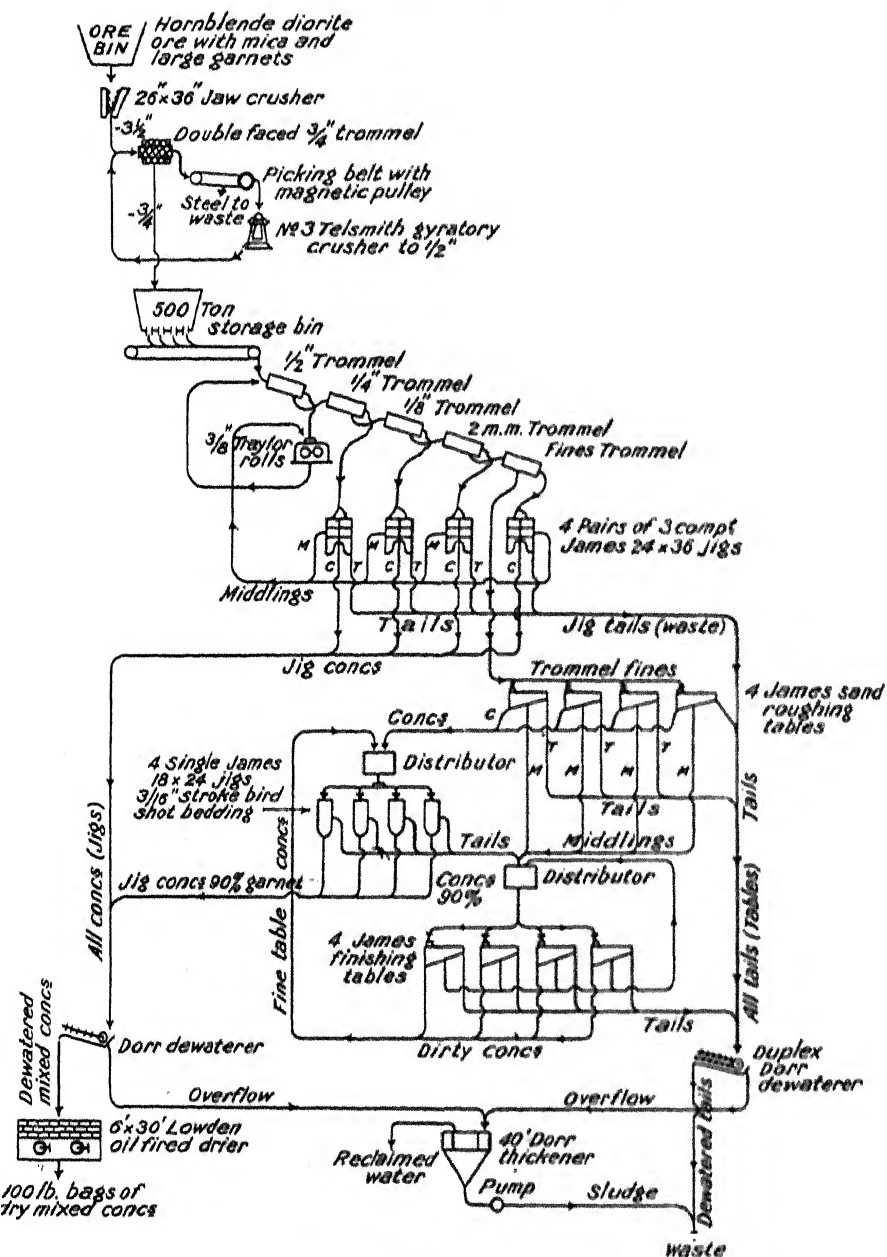 ORE
BIN
Hornblende diorite
ore with mica and
large garnets
26"x36" Jaw crusher
-3½"
Double faced ¾" trommel
Picking belt with
magnetic pulley
Steel to
waste
-¾"
No 3 Telsmith gyratory
crusher to ½"
500 Ton
storage bin
½" Trommel
¼" Trommel
⅛" Trommel
2 m.m. Trommel
Fines Trommel
⅜" Traylor
rolls
4 Pairs of 3 compt
James 24 x 36 Jigs
M
M
M
C
T
C
T
C
T
C
Middlings
Tails
Jig tails (waste)
Jig concs
Trommel fines
4 James sand
roughing
tables
Concs
C
T
T
T
M
M
M
M
Distributor
4 Single James
18 x 24 jigs
3/16" stroke bird
shot bedding
Tails
Tails
Tails
Middlings
All concs (Jigs)
Jig concs 90% garnet
Fine table concs
Concs
90%
Distributor
4 James
finishing
tables
All tails (Tables)
Tails
Dirty concs
Dewatered
mixed concs
Dorr dewaterer
Duplex
Dorr
dewaterer
Overflow
Overflow
6'x30' Lowden
oil fired drier
Reclaimed
water
40' Dorr
thickener
Dewatered tails
100 lb. bags of
dry mixed concs
Pump
Sludge
waste